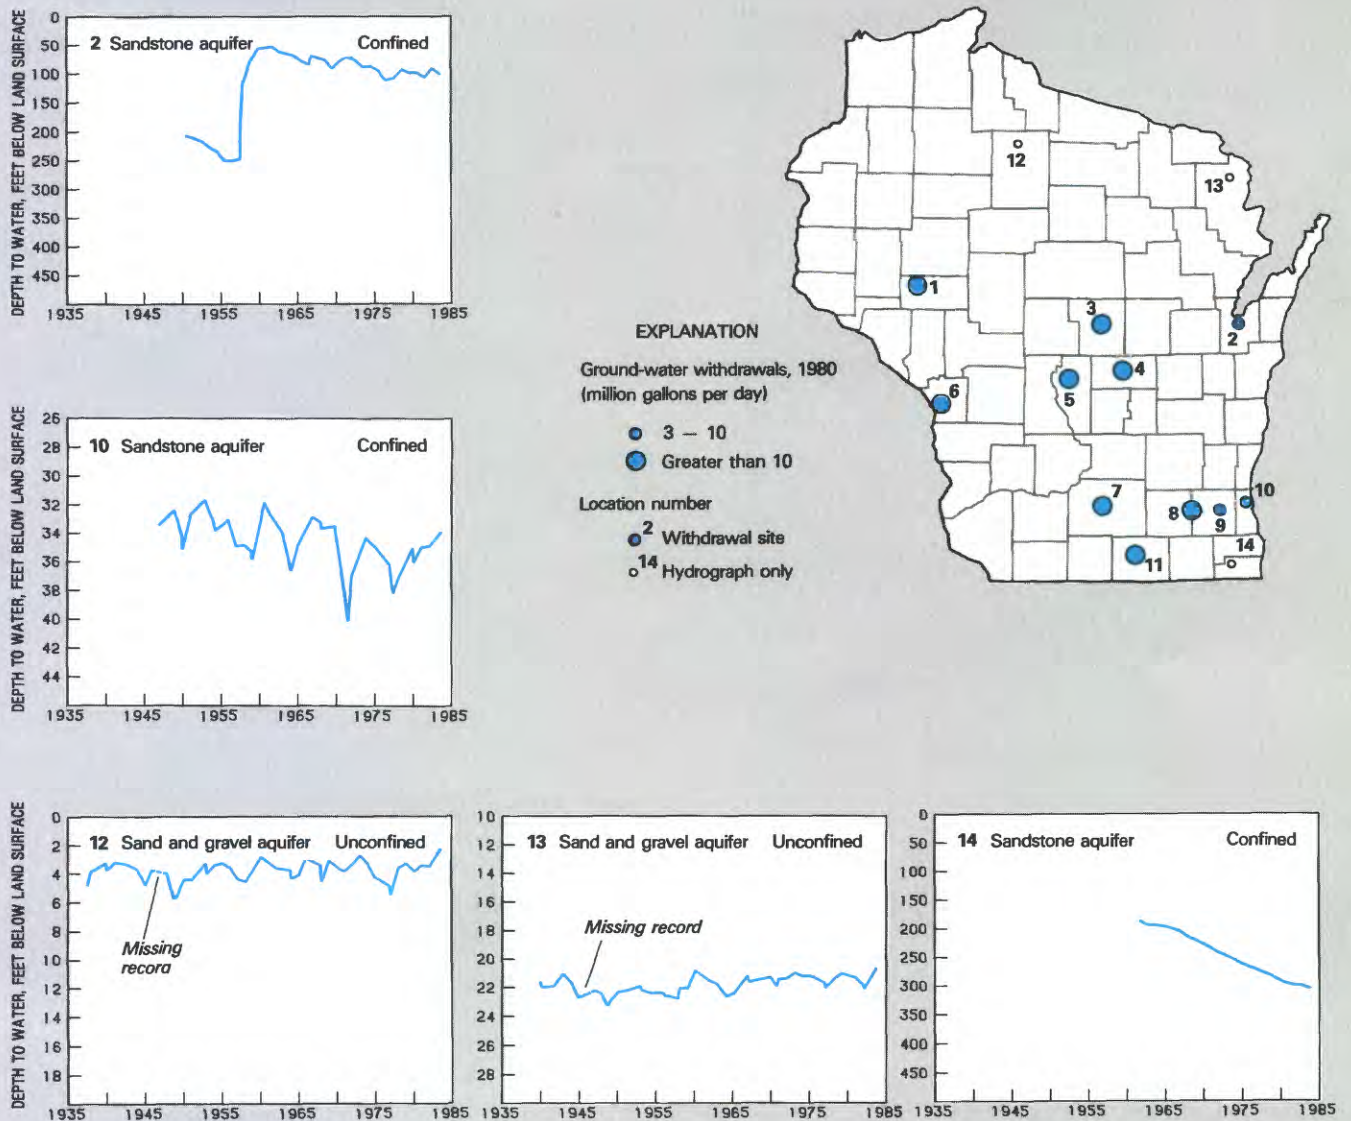 DEPTH TO WATER, FEET BELOW LAND SURFACE
2 Sandstone aquifer Confined
0
50
100
150
200
250
300
350
400
450
1935 1945 1955 1965 1975 1985
DEPTH TO WATER, FEET BELOW LAND SURFACE
10 Sandstone aquifer Confined
26
28
30
32
34
36
38
40
42
44
1935 1945 1955 1965 1975 1985
12
13
1
3
2
4
5
6
7
8
9
10
11
14
EXPLANATION
Ground-water withdrawals, 1980
(million gallons per day)
3 — 10
Greater than 10
Location number
2 Withdrawal site
14 Hydrograph only
DEPTH TO WATER, FEET BELOW LAND SURFACE
12 Sand and gravel aquifer Unconfined
0
2
4
6
8
10
12
14
16
18
Missing
recora
1935 1945 1955 1965 1975 1985
13 Sand and gravel aquifer Unconfined
10
12
14
16
18
20
22
24
26
28
Missing record
1935 1945 1955 1965 1975 1985
14 Sandstone aquifer Confined
0
50
100
150
200
250
300
350
400
450
1935 1945 1955 1965 1975 1985